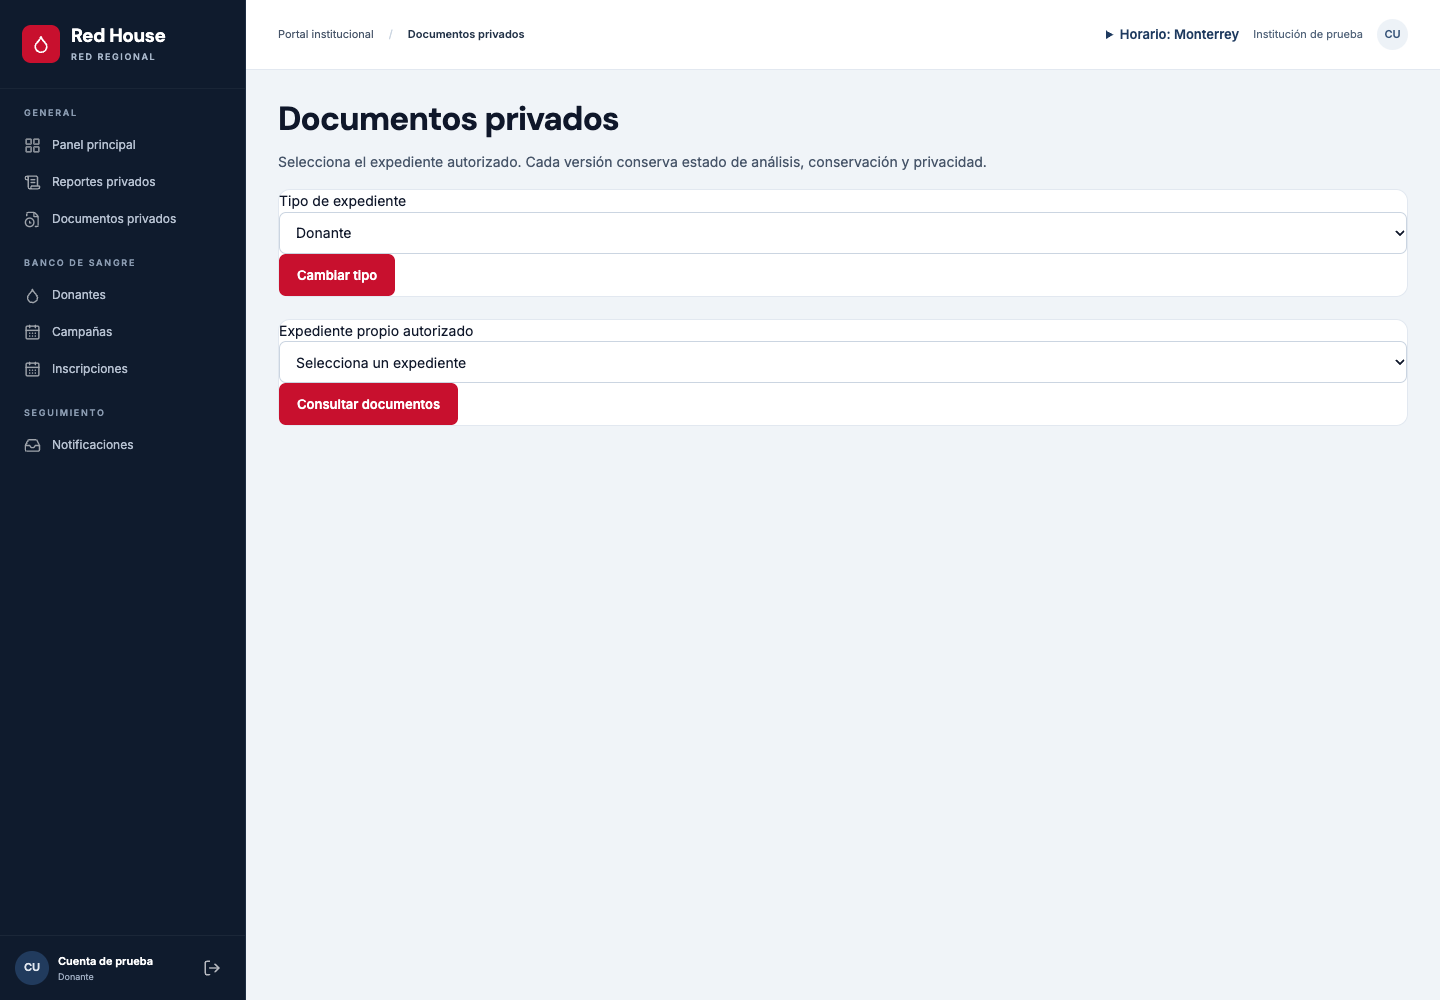 Red House
RED REGIONAL
GENERAL
Panel principal
Reportes privados
Documentos privados
BANCO DE SANGRE
Donantes
Campañas
Inscripciones
SEGUIMIENTO
Notificaciones
CU
Cuenta de prueba
Donante
Portal institucional / Documentos privados
Horario: Monterrey
Institución de prueba
CU
Documentos privados
Selecciona el expediente autorizado. Cada versión conserva estado de análisis, conservación y privacidad.
Tipo de expediente
Donante
Cambiar tipo
Expediente propio autorizado
Selecciona un expediente
Consultar documentos